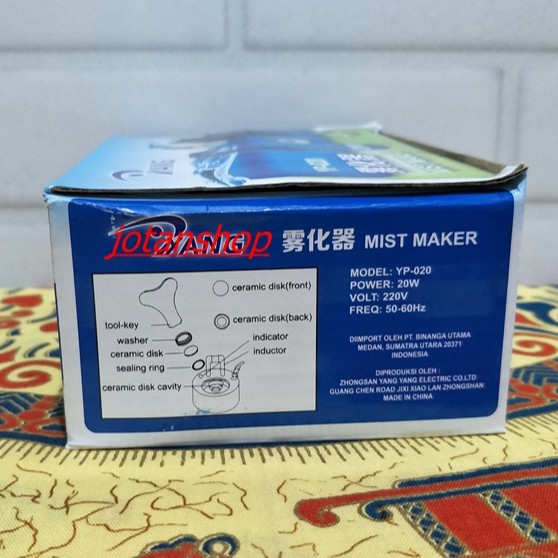 jotanshop
YANG 雾化器 MIST MAKER
ceramic disk(front)
ceramic disk(back)
tool-key
washer
ceramic disk
sealing ring
ceramic disk cavity
indicator
inductor
MODEL: YP-020
POWER: 20W
VOLT: 220V
FREQ: 50-60Hz
DIIMPORT OLEH PT. BINANGA UTAMA
MEDAN, SUMATRA UTARA 20371
INDONESIA
DIPRODUKSI OLEH :
ZHONGSAN YANG YANG ELECTRIC CO.LTD
GUANG CHEN ROAD JIXI XIAO LAN ZHONGSHAN
MADE IN CHINA